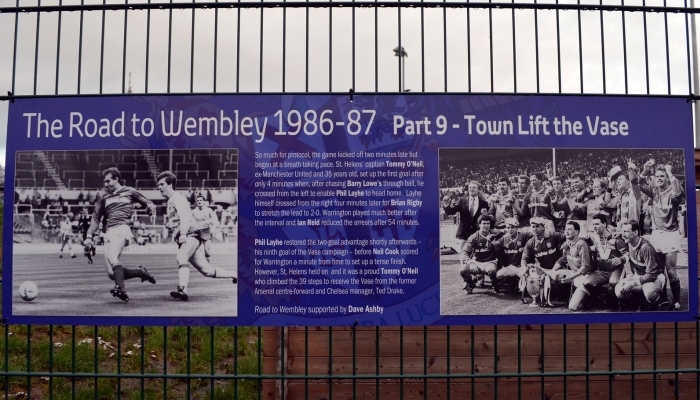 The Road to Wembley 1986-87 Part 9 - Town Lift the Vase
So much for protocol, the game kicked off two minutes late but
began at a breath taking pace. St. Helens' captain Tommy O'Neil,
ex-Manchester United and 35 years old, set up the first goal after
only 4 minutes when, after chasing Barry Lowe's through ball, he
crossed from the left to enable Phil Layhe to head home. Layhe
himself crossed from the right four minutes later for Brian Rigby
to stretch the lead to 2-0. Warrington played much better after
the interval and Ian Reid reduced the arrears after 54 minutes.
Phil Layhe restored the two-goal advantage shortly afterwards -
his ninth goal of the Vase campaign - before Neil Cook scored
for Warrington a minute from time to set up a tense finish.
However, St. Helens held on and it was a proud Tommy O'Neil
who climbed the 39 steps to receive the Vase from the former
Arsenal centre-forward and Chelsea manager, Ted Drake.
Road to Wembley supported by Dave Ashby